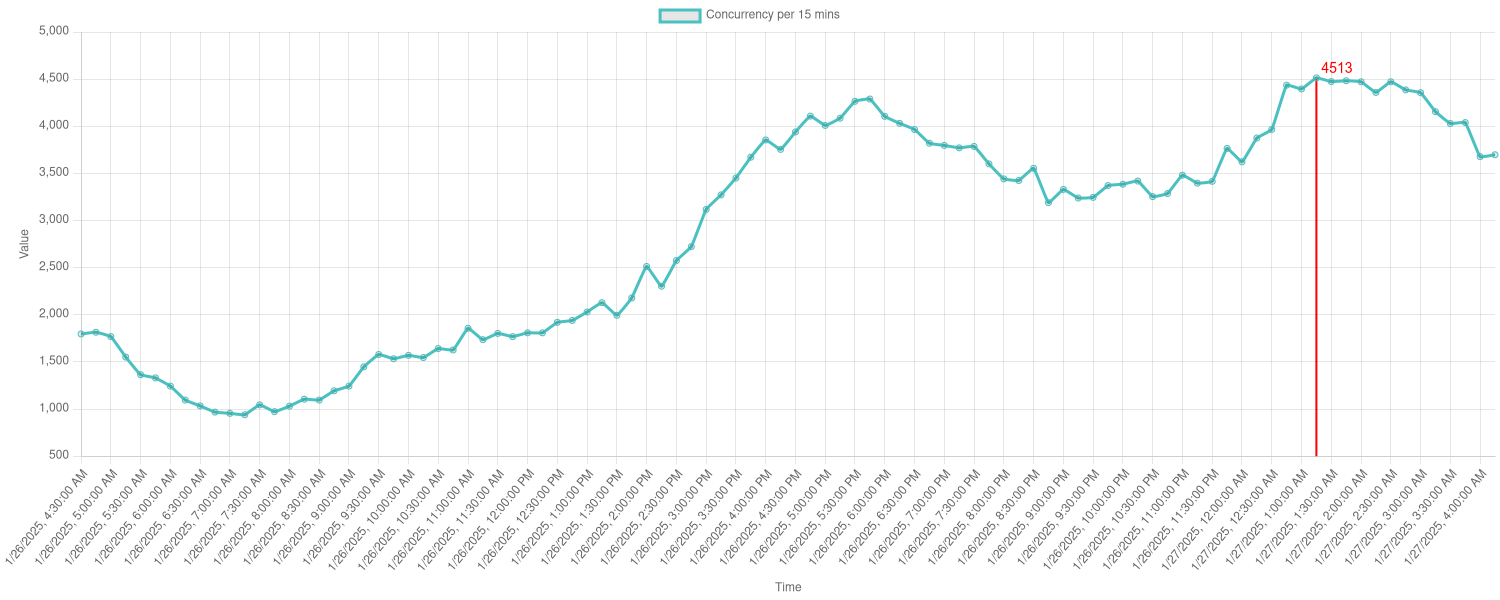 Concurrency per 15 mins
5,000
4,500
4,000
3,500
3,000
2,500
2,000
1,500
1,000
500
Value
4513
1/26/2025, 4:30:00 AM
1/26/2025, 5:00:00 AM
1/26/2025, 5:30:00 AM
1/26/2025, 6:00:00 AM
1/26/2025, 6:30:00 AM
1/26/2025, 7:00:00 AM
1/26/2025, 7:30:00 AM
1/26/2025, 8:00:00 AM
1/26/2025, 8:30:00 AM
1/26/2025, 9:00:00 AM
1/26/2025, 9:30:00 AM
1/26/2025, 10:00:00 AM
1/26/2025, 10:30:00 AM
1/26/2025, 11:00:00 AM
1/26/2025, 11:30:00 AM
1/26/2025, 12:00:00 PM
1/26/2025, 12:30:00 PM
1/26/2025, 1:00:00 PM
1/26/2025, 1:30:00 PM
1/26/2025, 2:00:00 PM
1/26/2025, 2:30:00 PM
1/26/2025, 3:00:00 PM
1/26/2025, 3:30:00 PM
1/26/2025, 4:00:00 PM
1/26/2025, 4:30:00 PM
1/26/2025, 5:00:00 PM
1/26/2025, 5:30:00 PM
1/26/2025, 6:00:00 PM
1/26/2025, 6:30:00 PM
1/26/2025, 7:00:00 PM
1/26/2025, 7:30:00 PM
1/26/2025, 8:00:00 PM
1/26/2025, 8:30:00 PM
1/26/2025, 9:00:00 PM
1/26/2025, 9:30:00 PM
1/26/2025, 10:00:00 PM
1/26/2025, 10:30:00 PM
1/26/2025, 11:00:00 PM
1/26/2025, 11:30:00 PM
1/27/2025, 12:00:00 AM
1/27/2025, 12:30:00 AM
1/27/2025, 1:00:00 AM
1/27/2025, 1:30:00 AM
1/27/2025, 2:00:00 AM
1/27/2025, 2:30:00 AM
1/27/2025, 3:00:00 AM
1/27/2025, 3:30:00 AM
1/27/2025, 4:00:00 AM
Time